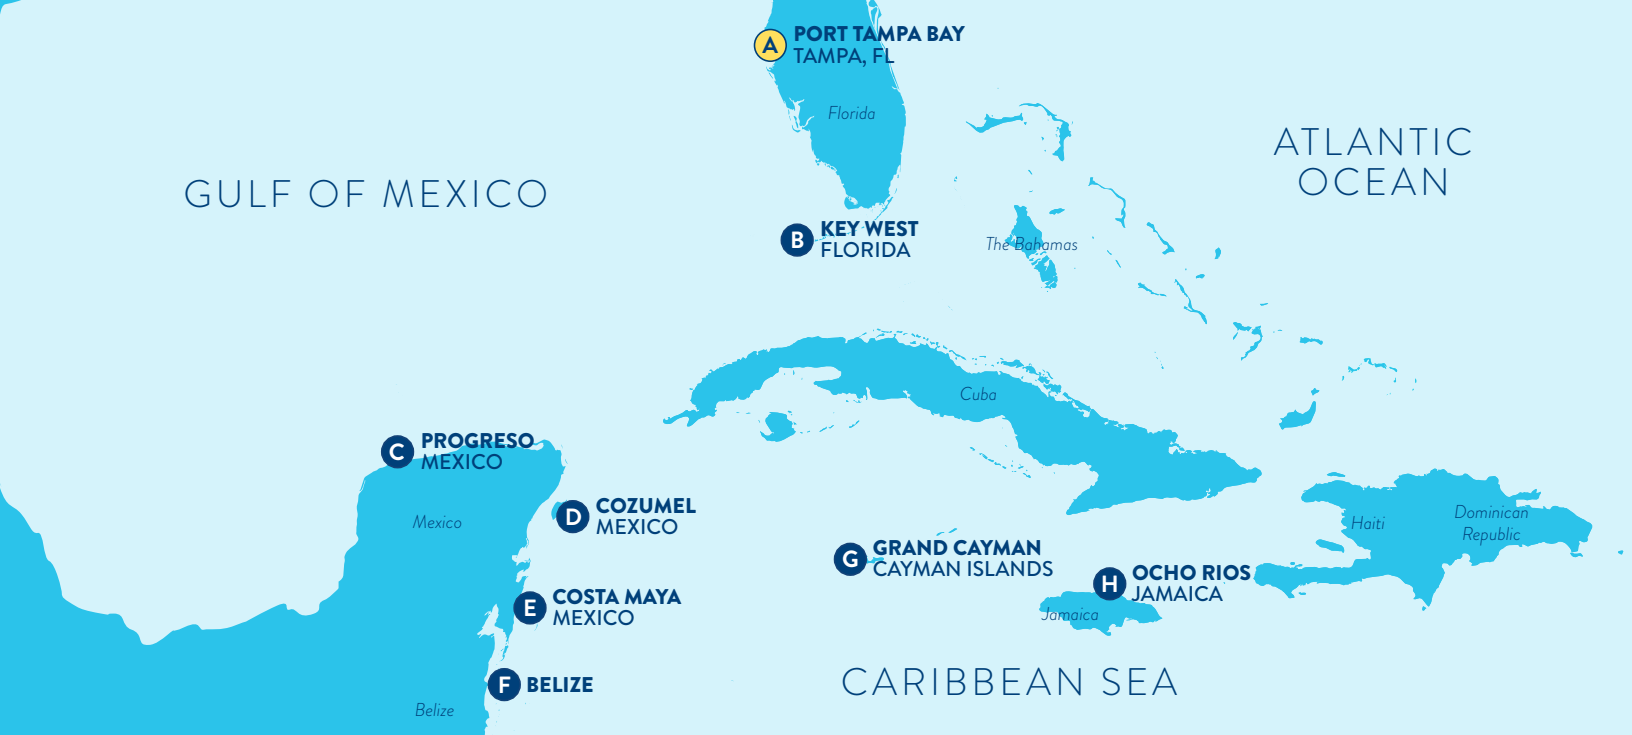 A
PORT TAMPA BAY
TAMPA, FL
Florida
ATLANTIC
OCEAN
GULF OF MEXICO
B
KEY WEST
FLORIDA
The Bahamas
Cuba
C
PROGRESO
MEXICO
Mexico
D
COZUMEL
MEXICO
Haiti
Dominican
Republic
G
GRAND CAYMAN
CAYMAN ISLANDS
H
OCHO RIOS
JAMAICA
Jamaica
E
COSTA MAYA
MEXICO
F
BELIZE
Belize
CARIBBEAN SEA